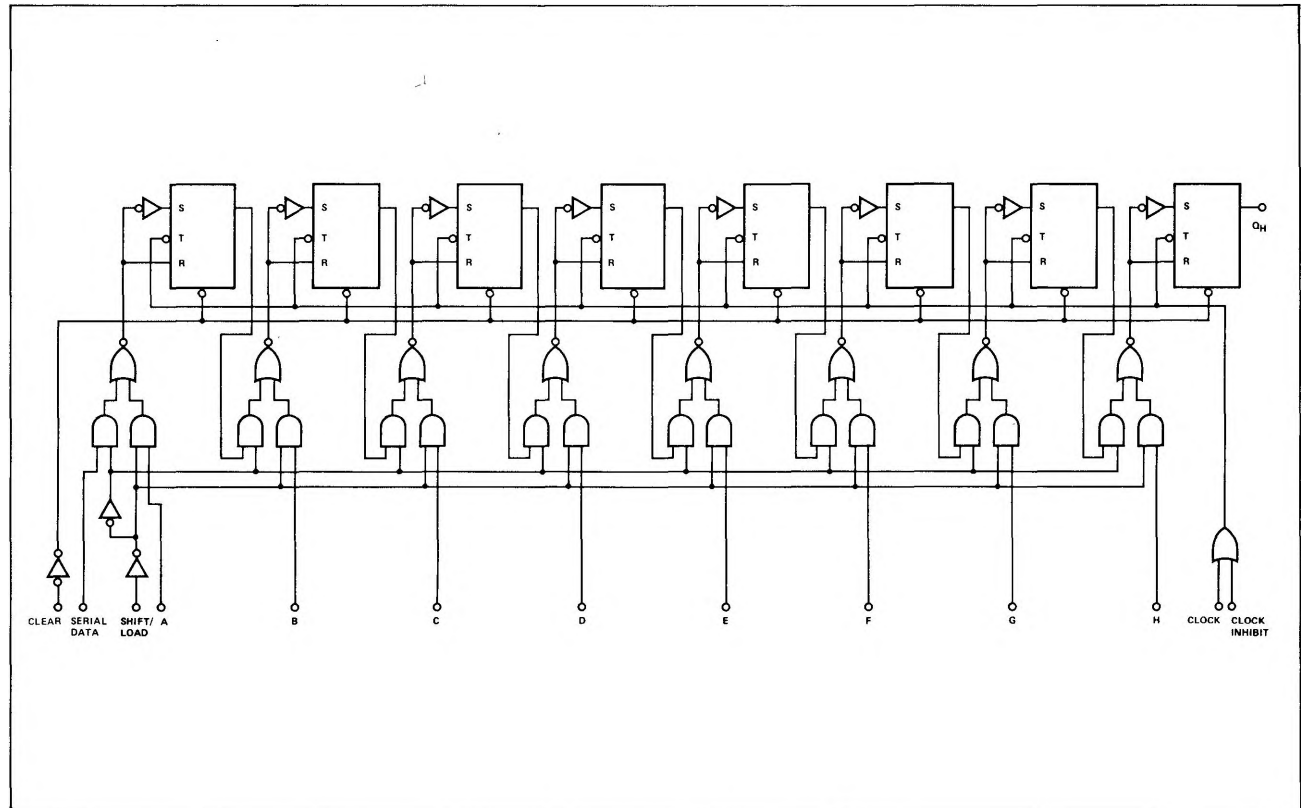 S S S S S S S S
T T T T T T T T
R R R R R R R R
QH
CLEAR SERIAL DATA SHIFT/ LOAD A B C D E F G H CLOCK CLOCK INHIBIT